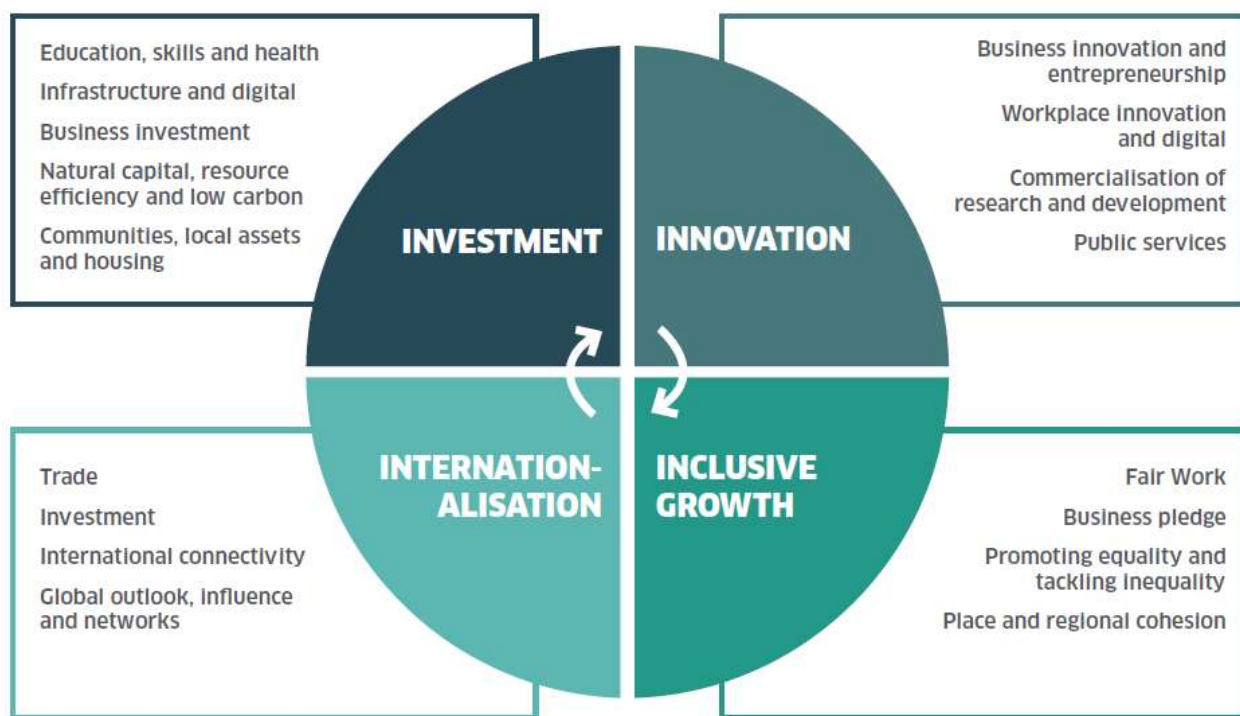 Education, skills and health
Infrastructure and digital
Business investment
Natural capital, resource
efficiency and low carbon
Communities, local assets
and housing
INVESTMENT
INNOVATION
Business innovation and
entrepreneurship
Workplace innovation
and digital
Commercialisation of
research and development
Public services
Trade
Investment
International connectivity
Global outlook, influence
and networks
INTERNATION-
ALISATION
INCLUSIVE
GROWTH
Fair Work
Business pledge
Promoting equality and
tackling inequality
Place and regional cohesion